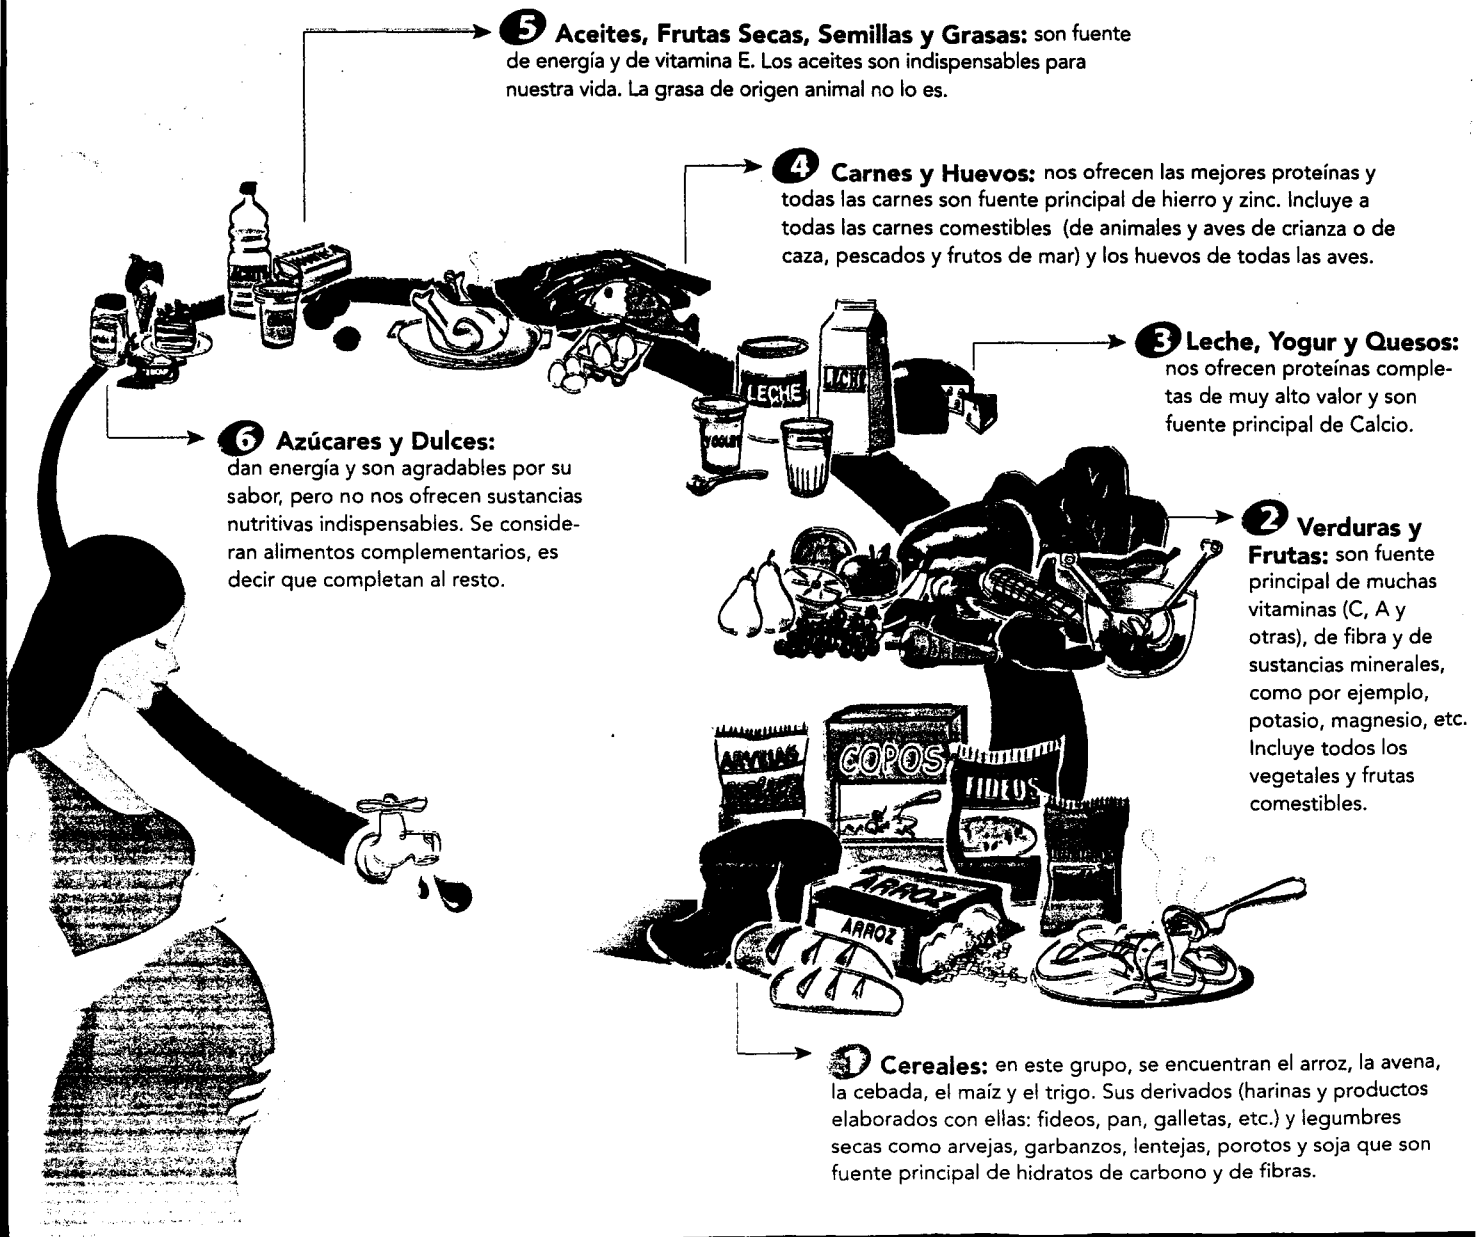 5 Aceites, Frutas Secas, Semillas y Grasas: son fuente
de energía y de vitamina E. Los aceites son indispensables para
nuestra vida. La grasa de origen animal no lo es.
4 Carnes y Huevos: nos ofrecen las mejores proteínas y
todas las carnes son fuente principal de hierro y zinc. Incluye a
todas las carnes comestibles (de animales y aves de crianza o de
caza, pescados y frutos de mar) y los huevos de todas las aves.
3 Leche, Yogur y Quesos:
nos ofrecen proteínas comple-
tas de muy alto valor y son
fuente principal de Calcio.
6 Azúcares y Dulces:
dan energía y son agradables por su
sabor, pero no nos ofrecen sustancias
nutritivas indispensables. Se conside-
ran alimentos complementarios, es
decir que completan al resto.
2 Verduras y
Frutas: son fuente
principal de muchas
vitaminas (C, A y
otras), de fibra y de
sustancias minerales,
como por ejemplo,
potasio, magnesio, etc.
Incluye todos los
vegetales y frutas
comestibles.
ACEITE
LECHE
LECHE
YOGURT
ARVEJAS
COPOS
FIDEOS
ARROZ
ARROZ
1 Cereales: en este grupo, se encuentran el arroz, la avena,
la cebada, el maíz y el trigo. Sus derivados (harinas y productos
elaborados con ellas: fideos, pan, galletas, etc.) y legumbres
secas como arvejas, garbanzos, lentejas, porotos y soja que son
fuente principal de hidratos de carbono y de fibras.